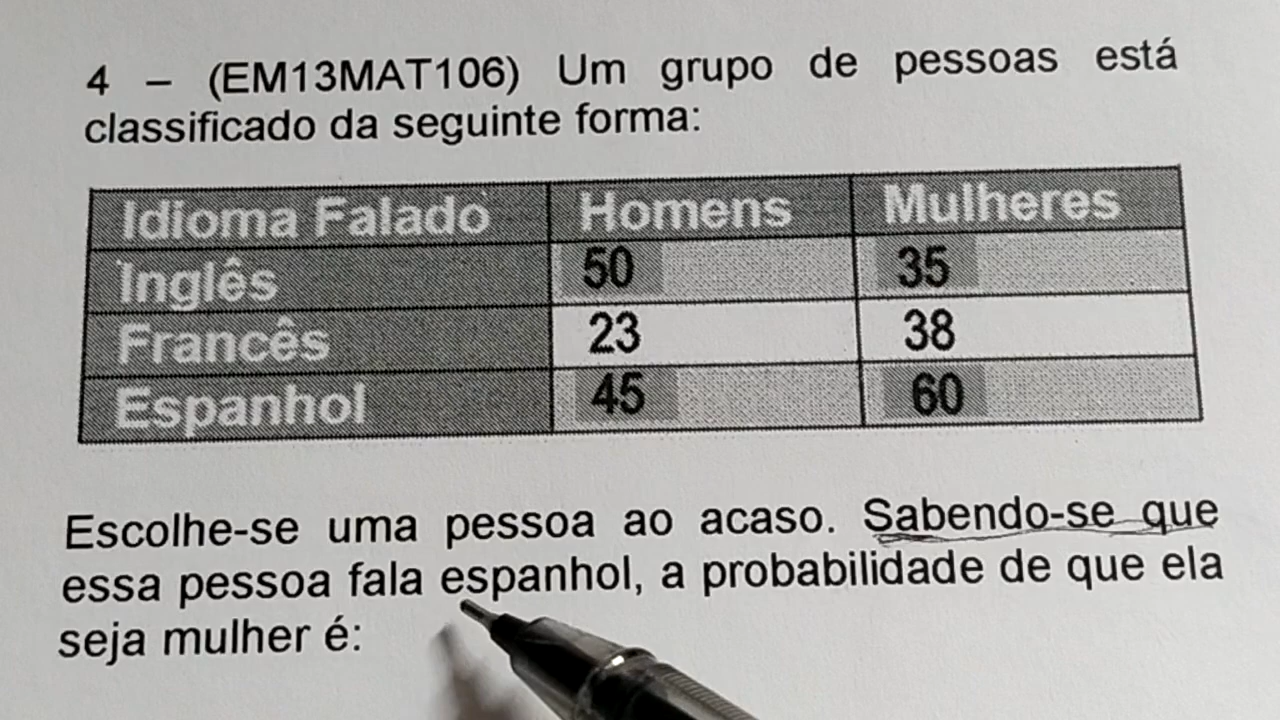 4 – (EM13MAT106) Um grupo de pessoas está
classificado da seguinte forma:
Idioma Falado Homens Mulheres
Inglês 50 35
Francês 23 38
Espanhol 45 60
Escolhe-se uma pessoa ao acaso. Sabendo-se que
essa pessoa fala espanhol, a probabilidade de que ela
seja mulher é: